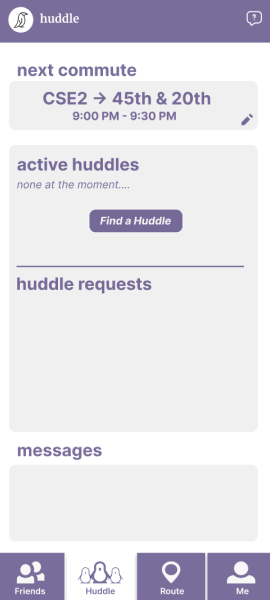 huddle
?
next commute
CSE2 → 45th & 20th
9:00 PM - 9:30 PM
active huddles
none at the moment....
Find a Huddle
huddle requests
messages
Friends
Huddle
Route
Me